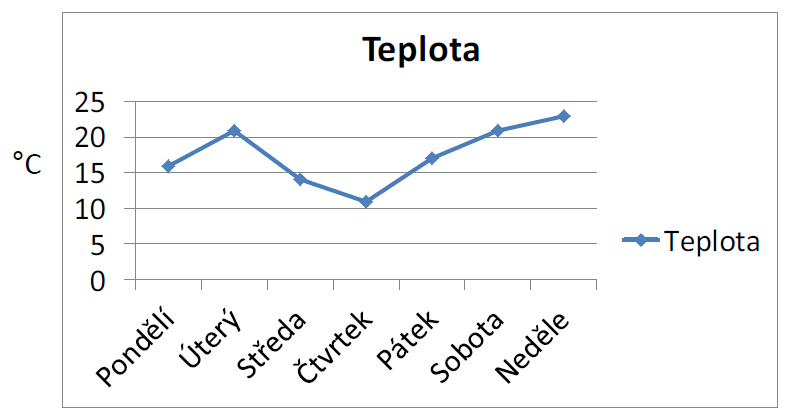 Teplota
25
20
°C
15
10
5
0
Teplota
Pondělí
Úterý
Středa
Čtvrtek
Pátek
Sobota
Neděle